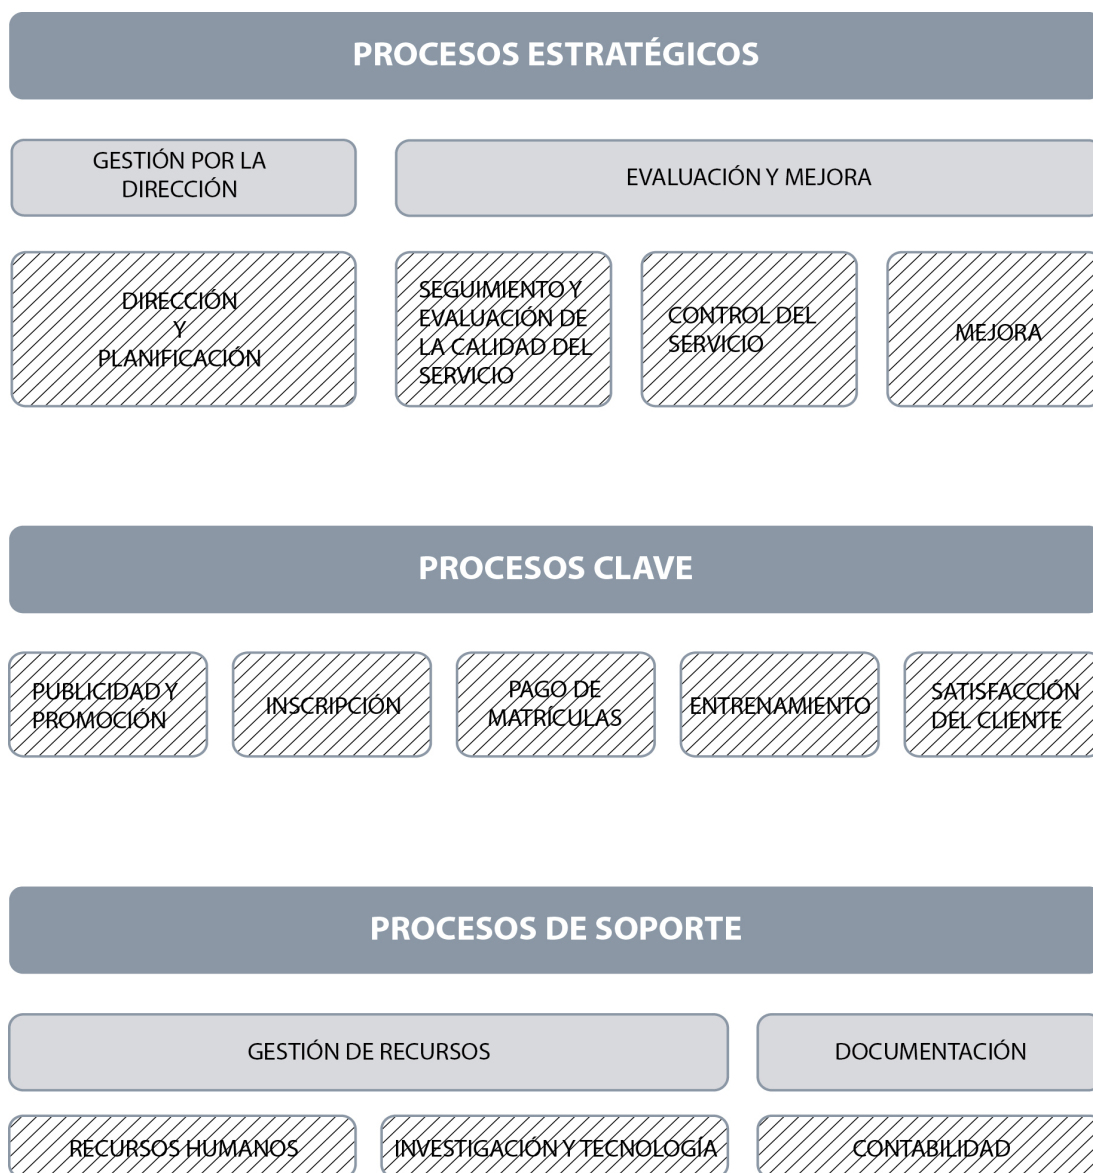 PROCESOS ESTRATÉGICOS
GESTIÓN POR LA
DIRECCIÓN
EVALUACIÓN Y MEJORA
DIRECCIÓN
Y
PLANIFICACIÓN
SEGUIMIENTO Y
EVALUACIÓN DE
LA CALIDAD DEL
SERVICIO
CONTROL DEL
SERVICIO
MEJORA
PROCESOS CLAVE
PUBLICIDAD Y
PROMOCIÓN
INSCRIPCIÓN
PAGO DE
MATRÍCULAS
ENTRENAMIENTO
SATISFACCIÓN
DEL CLIENTE
PROCESOS DE SOPORTE
GESTIÓN DE RECURSOS
DOCUMENTACIÓN
RECURSOS HUMANOS
INVESTIGACIÓN Y TECNOLOGÍA
CONTABILIDAD